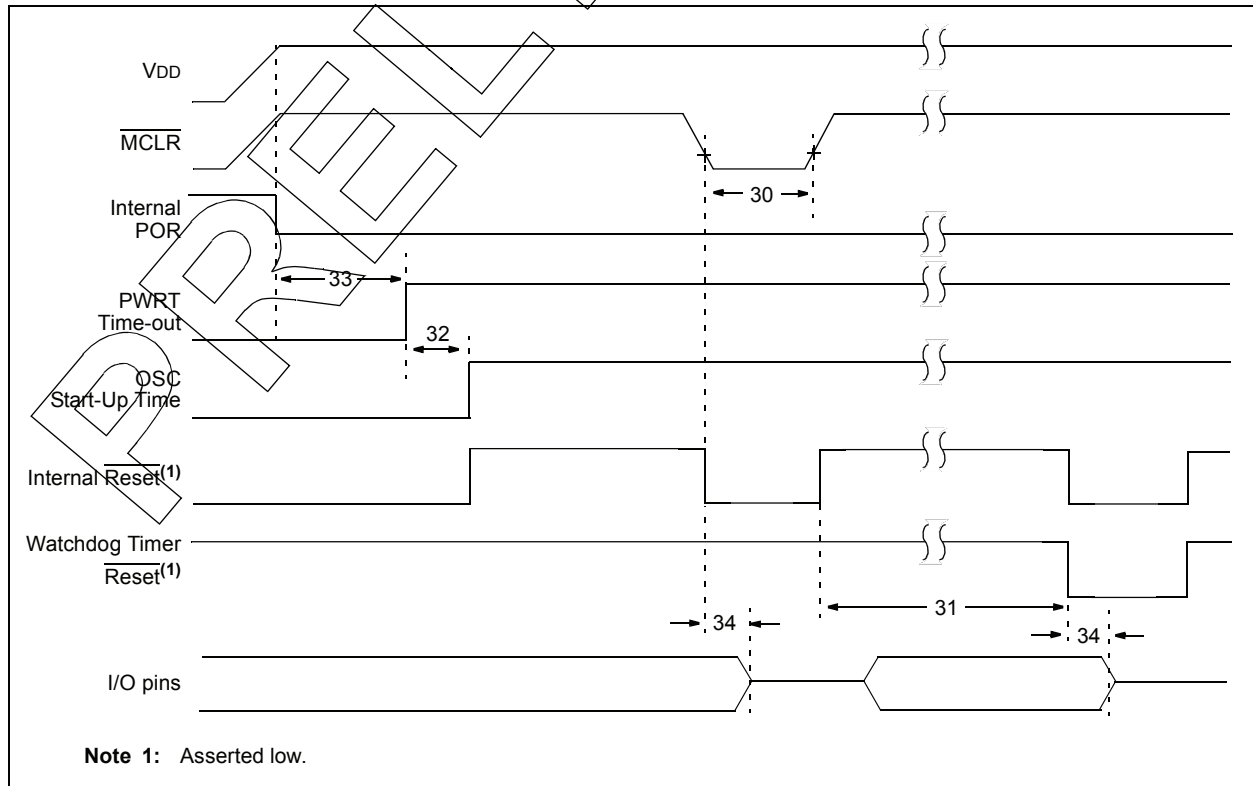 VDD
MCLR
30
Internal
POR
33
PWRT
Time-out
32
OSC
Start-Up Time
Internal Reset(1)
Watchdog Timer
Reset(1)
31
34
34
I/O pins
Note 1: Asserted low.
PREL